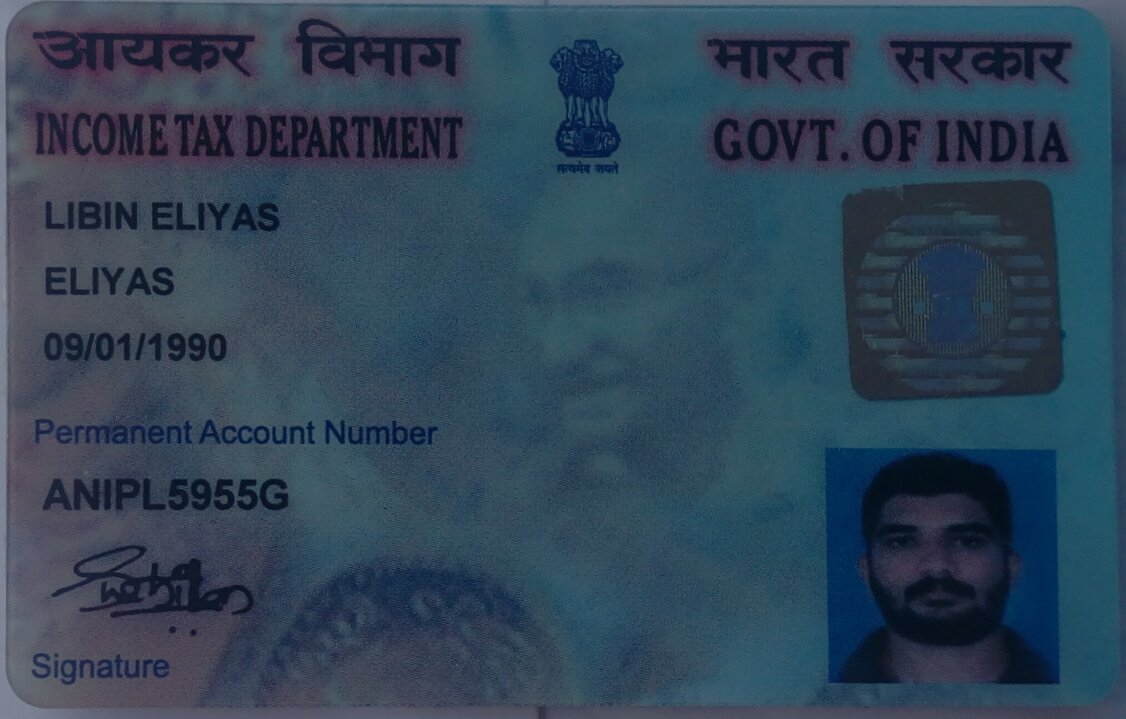 आयकर विभाग
भारत सरकार
INCOME TAX DEPARTMENT
GOVT. OF INDIA
सत्यमेव जयते
LIBIN ELIYAS
ELIYAS
09/01/1990
Permanent Account Number
ANIPL5955G
Signature